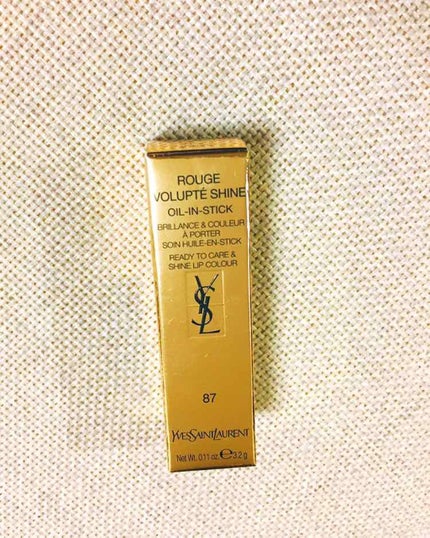 ROUGE
VOLUPTÉ SHINE
OIL-IN-STICK
BRILLANCE & COULEUR
À PORTER
SOIN HUILE-EN-STICK
READY TO CARE &
SHINE LIP COLOUR
YSL
87
YVESSAINTLAURENT
Net Wt. 0.11 oz. ℮ 3.2 g